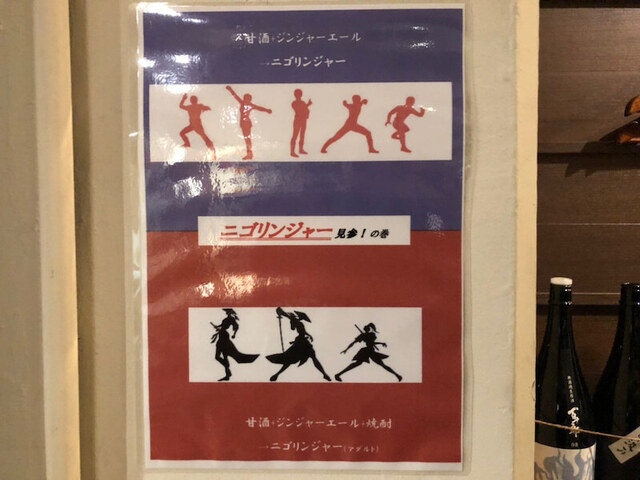 甘酒+ジンジャーエール
→ニゴリンジャー
ニゴリンジャー見参!の巻
甘酒+ジンジャーエール+焼酎
→ニゴリンジャー(アダルト)